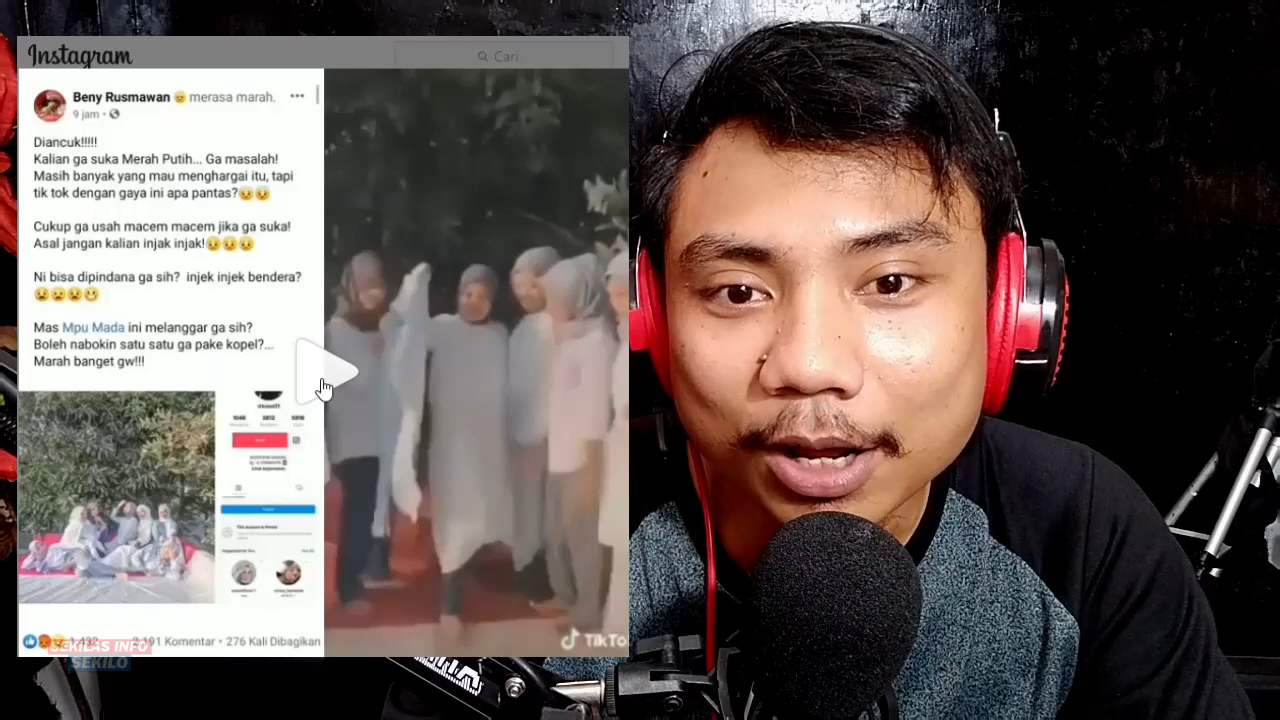 Instagram
Cari
Beny Rusmawan 😠 merasa marah.
9 jam
Diancuk!!!!!
Kalian ga suka Merah Putih... Ga masalah!
Masih banyak yang mau menghargai itu, tapi
tik tok dengan gaya ini apa pantas?😣😣
Cukup ga usah macem macem jika ga suka!
Asal jangan kalian injak injak!😣😣😣
Ni bisa dipindana ga sih? injek injek bendera?
😧😧😧😬
Mas Mpu Mada ini melanggar ga sih?
Boleh nabokin satu satu ga pake kopel?...
Marah banget gw!!!
1.432
2.191 Komentar • 276 Kali Dibagikan
SEKILAS INFO
SEKILO
TikTo